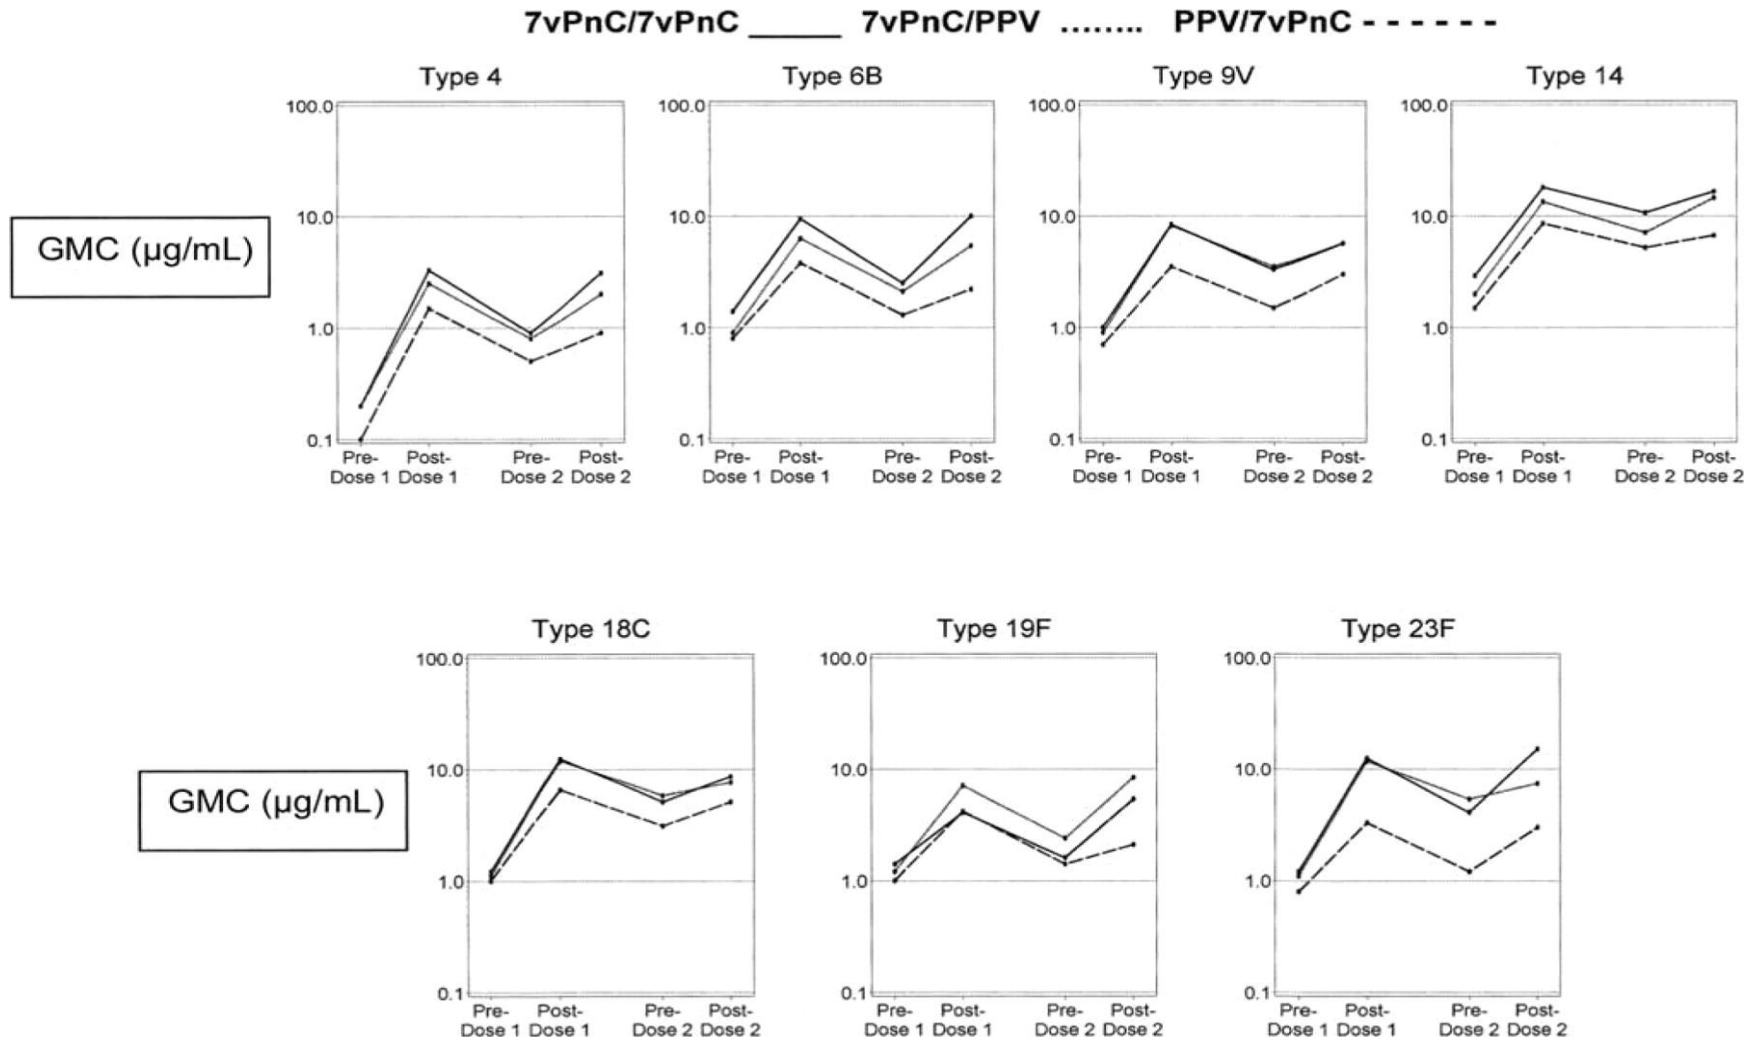 7vPnC/7vPnC _____ 7vPnC/PPV ........ PPV/7vPnC - - - - - -
Type 4 Type 6B Type 9V Type 14
100.0 100.0 100.0 100.0
10.0 10.0 10.0 10.0
GMC (µg/mL)
1.0 1.0 1.0 1.0
0.1 0.1 0.1 0.1
Pre- Post- Pre- Post- Pre- Post- Pre- Post- Pre- Post- Pre- Post- Pre- Post- Pre- Post-
Dose 1 Dose 1 Dose 2 Dose 2 Dose 1 Dose 1 Dose 2 Dose 2 Dose 1 Dose 1 Dose 2 Dose 2 Dose 1 Dose 1 Dose 2 Dose 2
Type 18C Type 19F Type 23F
100.0 100.0 100.0
10.0 10.0 10.0
GMC (µg/mL)
1.0 1.0 1.0
0.1 0.1 0.1
Pre- Post- Pre- Post- Pre- Post- Pre- Post- Pre- Post- Pre- Post-
Dose 1 Dose 1 Dose 2 Dose 2 Dose 1 Dose 1 Dose 2 Dose 2 Dose 1 Dose 1 Dose 2 Dose 2